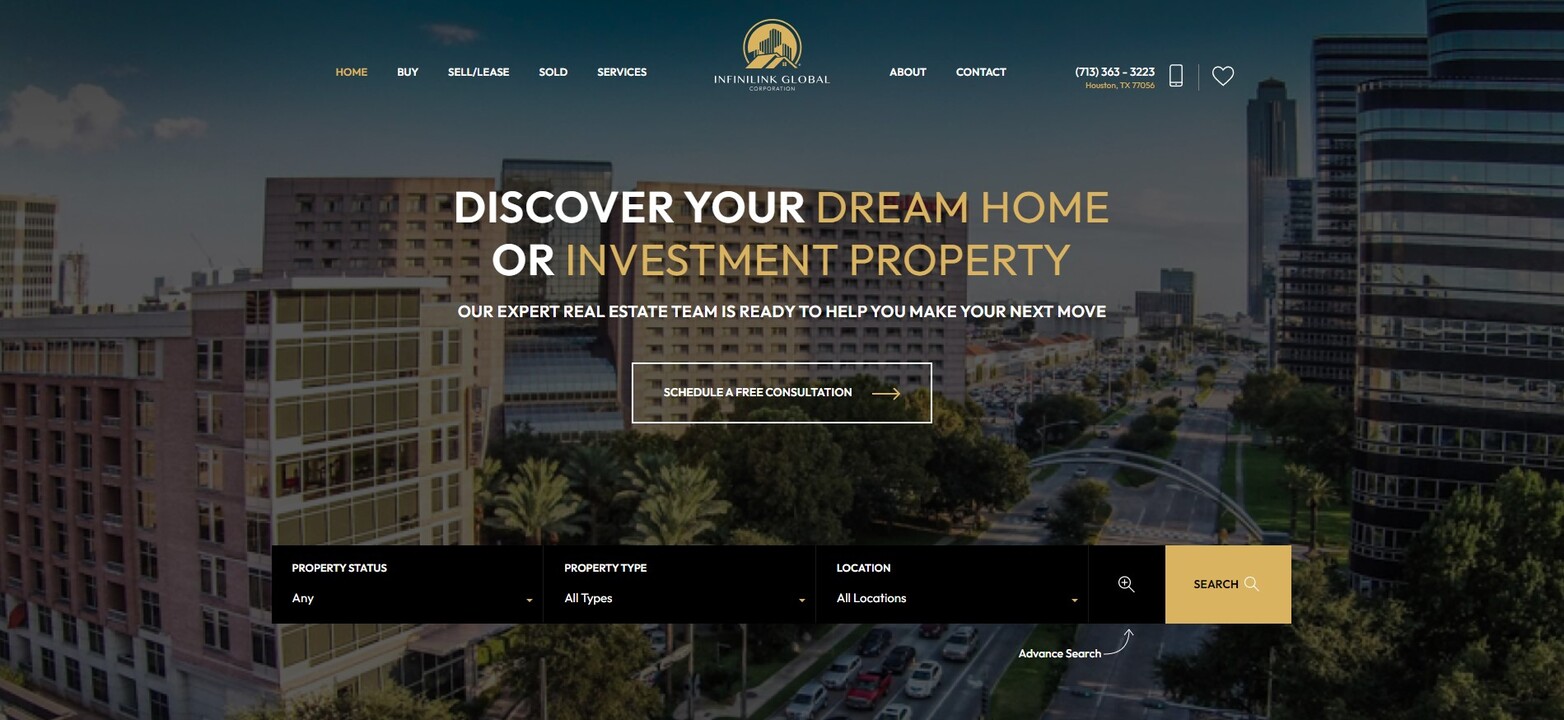 HOME BUY SELL/LEASE SOLD SERVICES
INFINILINK GLOBAL
CORPORATION
ABOUT CONTACT
(713) 363 - 3223
Houston, TX 77056
DISCOVER YOUR DREAM HOME
OR INVESTMENT PROPERTY
OUR EXPERT REAL ESTATE TEAM IS READY TO HELP YOU MAKE YOUR NEXT MOVE
SCHEDULE A FREE CONSULTATION
PROPERTY STATUS
Any
PROPERTY TYPE
All Types
LOCATION
All Locations
SEARCH
Advance Search